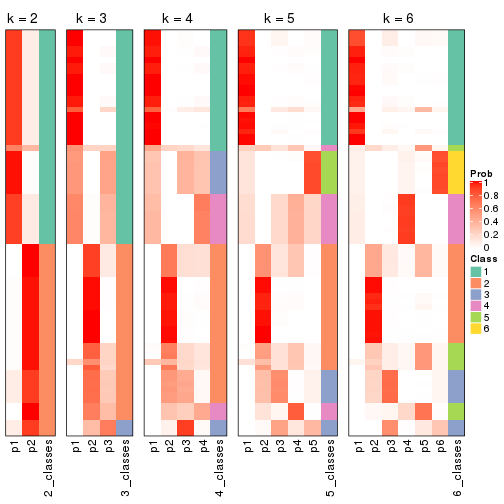 k = 2
k = 3
k = 4
k = 5
k = 6
Prob
1
0.8
0.6
0.4
0.2
0
Class
1
2
3
4
5
6
p1
p2
2_classes
p1
p2
p3
3_classes
p1
p2
p3
p4
4_classes
p1
p2
p3
p4
p5
5_classes
p1
p2
p3
p4
p5
p6
6_classes